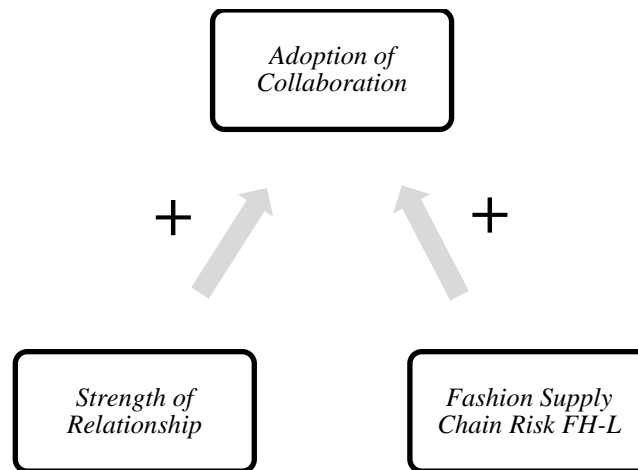 Adoption of
Collaboration
+
+
Strength of
Relationship
Fashion Supply
Chain Risk FH-L